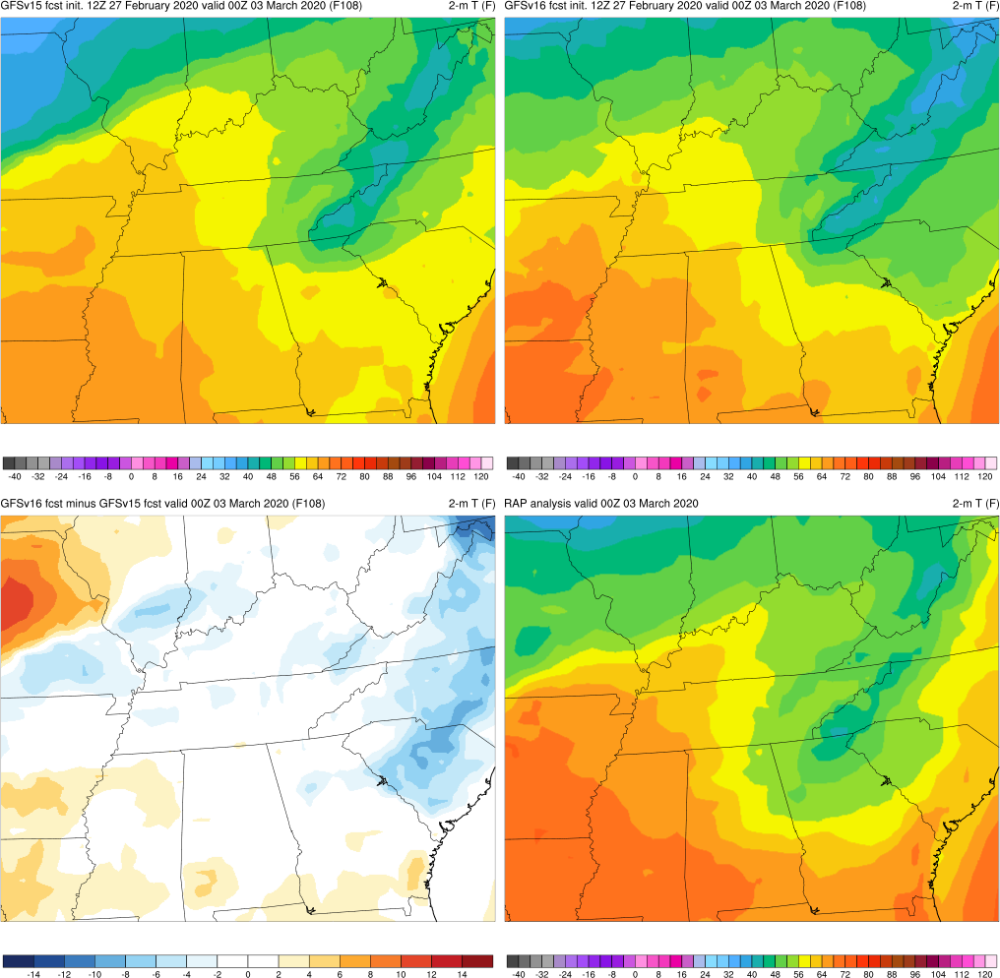 GFSv15 fcst init. 12Z 27 February 2020 valid 00Z 03 March 2020 (F108) 2-m T (F)
GFSv16 fcst init. 12Z 27 February 2020 valid 00Z 03 March 2020 (F108) 2-m T (F)
-40 -32 -24 -16 -8 0 8 16 24 32 40 48 56 64 72 80 88 96 104 112 120
-40 -32 -24 -16 -8 0 8 16 24 32 40 48 56 64 72 80 88 96 104 112 120
GFSv16 fcst minus GFSv15 fcst valid 00Z 03 March 2020 (F108) 2-m T (F)
RAP analysis valid 00Z 03 March 2020 2-m T (F)
-14 -12 -10 -8 -6 -4 -2 0 2 4 6 8 10 12 14
-40 -32 -24 -16 -8 0 8 16 24 32 40 48 56 64 72 80 88 96 104 112 120